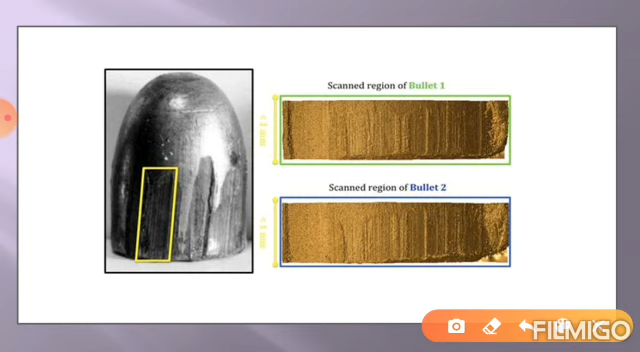 Scanned region of Bullet 1
Scanned region of Bullet 2
FILMIGO